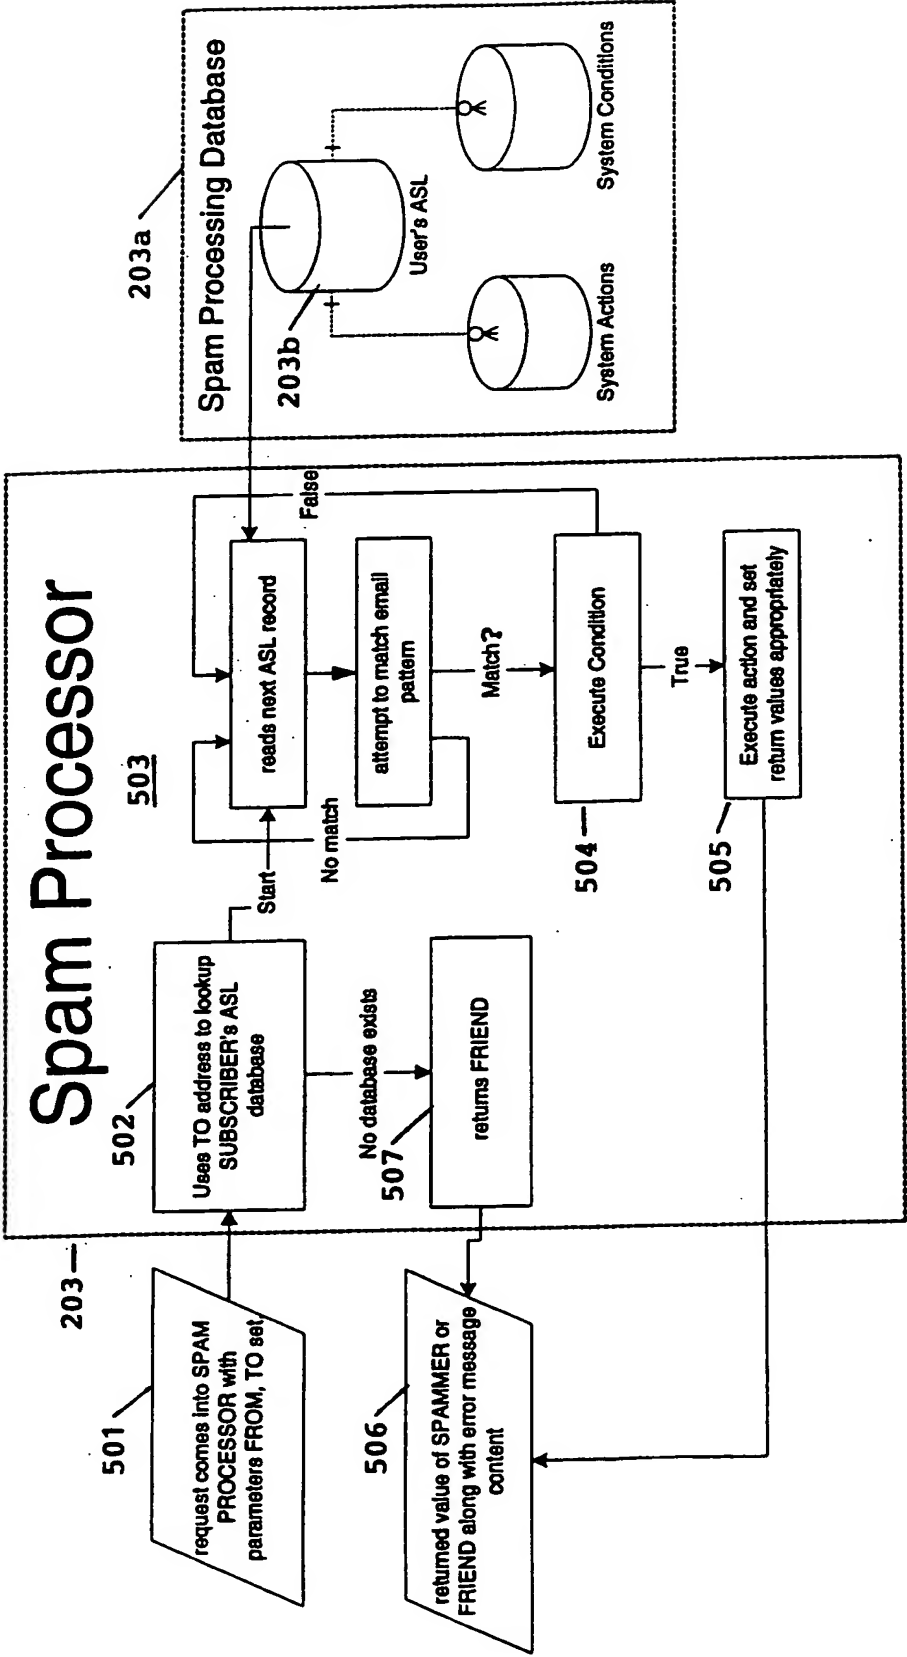 Spam Processor
203
501
request comes into SPAM
PROCESSOR with
parameters FROM, TO set
502
Uses TO address to lookup
SUBSCRIBER's ASL
database
Start
503
reads next ASL record
False
No match
attempt to match email
pattern
Match?
504
Execute Condition
True
505
Execute action and set
return values appropriately
No database exists
507
returns FRIEND
506
returned value of SPAMMER or
FRIEND along with error message
content
203a
Spam Processing Database
203b
User's ASL
System Actions
System Conditions